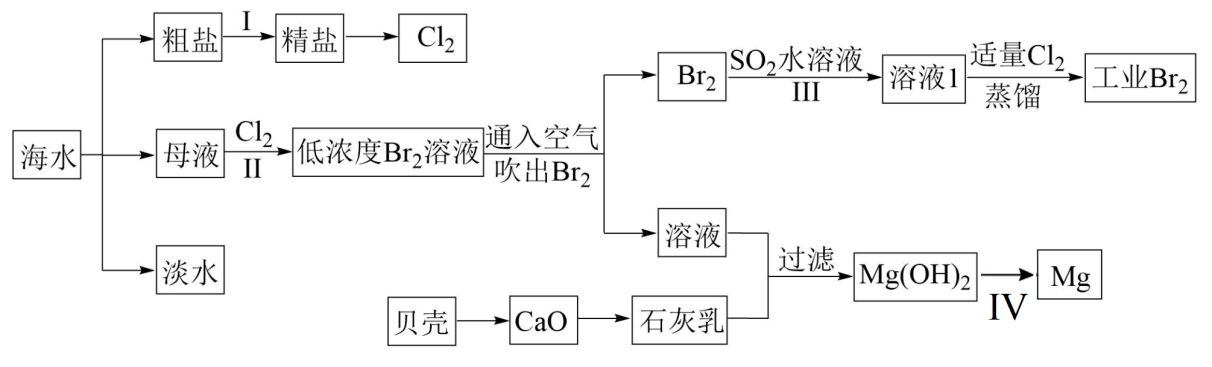 粗盐 I 精盐 Cl₂
海水 母液 Cl₂ II 低浓度Br₂溶液 通入空气 吹出Br₂
Br₂ SO₂水溶液 III 溶液1 适量Cl₂ 蒸馏 工业Br₂
淡水
溶液 过滤 Mg(OH)₂ IV Mg
贝壳 CaO 石灰乳